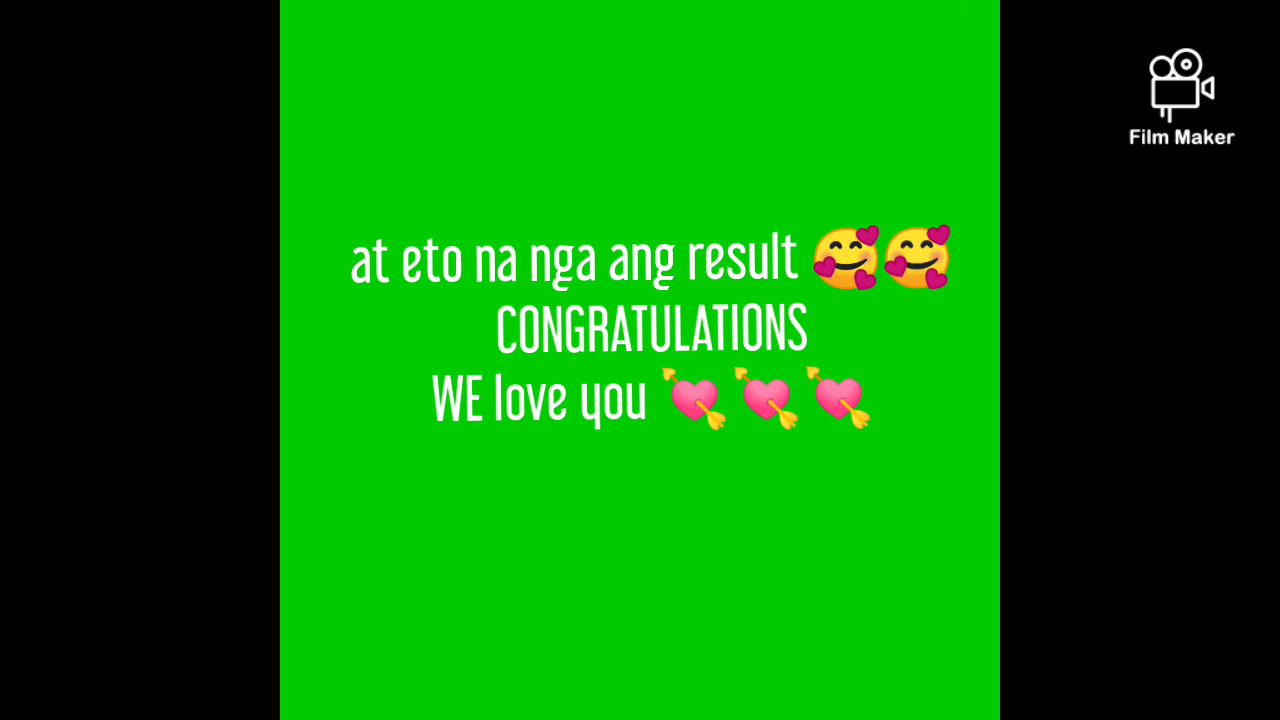 at eto na nga ang result 🥰🥰
CONGRATULATIONS
WE love you 💘💘💘
Film Maker